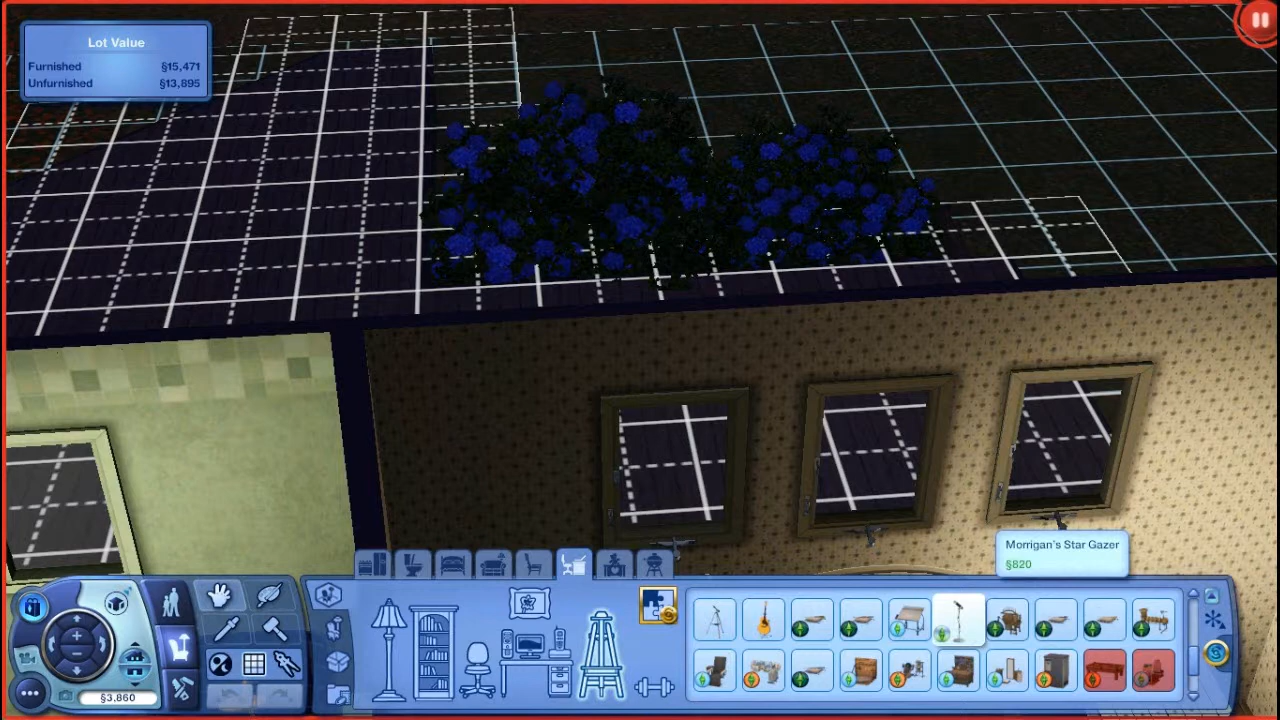 Lot Value
Furnished §15,471
Unfurnished §13,895
Morrigan's Star Gazer
§820
§3,860